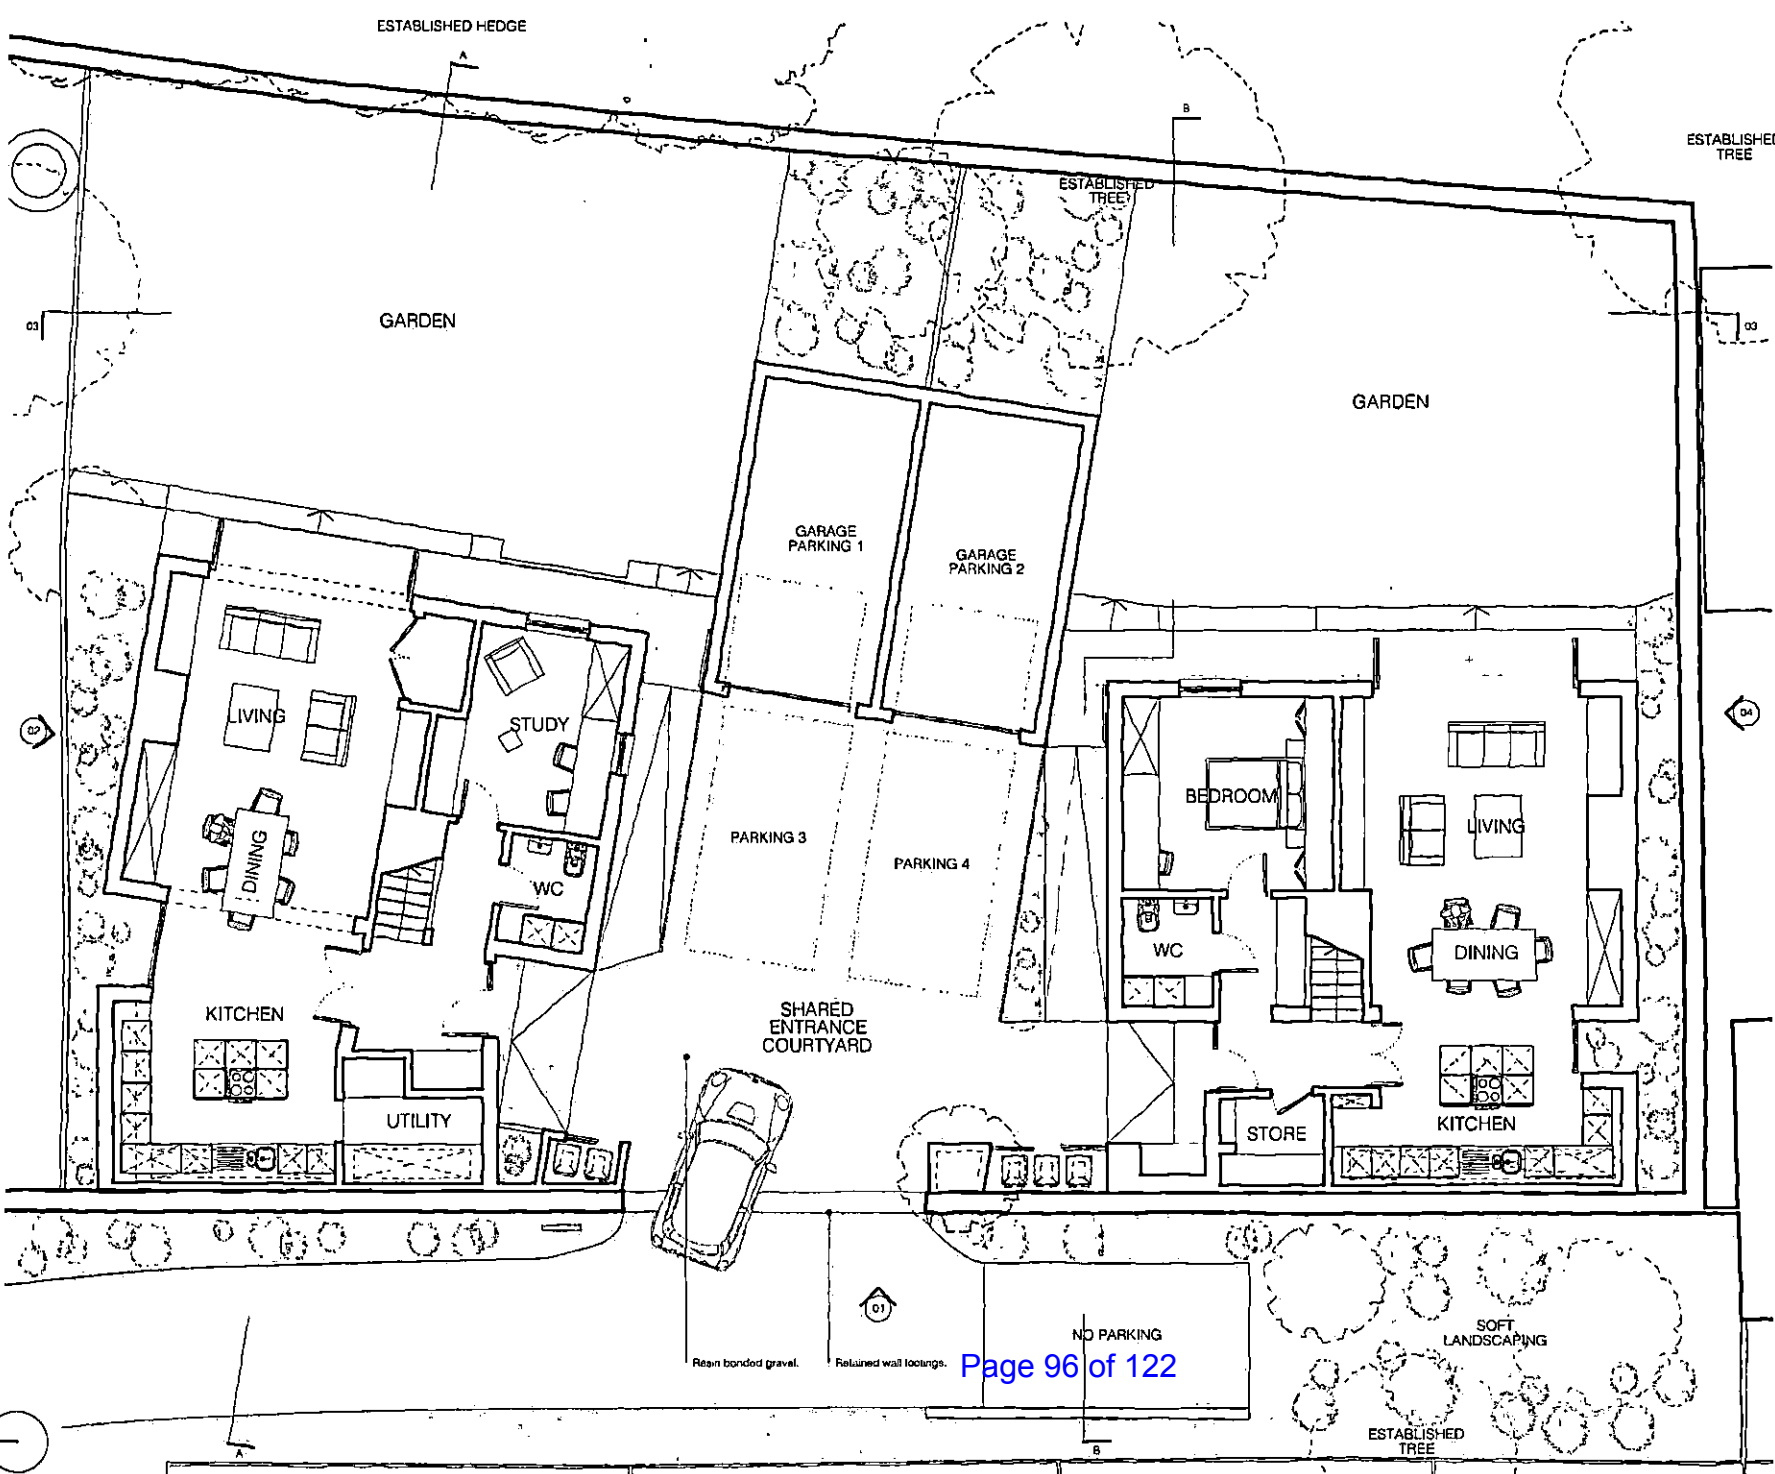 ESTABLISHED HEDGE
A
B
ESTABLISHED
TREE
ESTABLISHED
TREE
GARDEN
03
03
GARDEN
GARAGE
PARKING 1
GARAGE
PARKING 2
LIVING
STUDY
02
04
BEDROOM
LIVING
PARKING 3
PARKING 4
DINING
WC
WC
DINING
KITCHEN
SHARED
ENTRANCE
COURTYARD
UTILITY
STORE
KITCHEN
01
NO PARKING
SOFT
LANDSCAPING
Resin bonded gravel.
Retained wall footings.
Page 96 of 122
ESTABLISHED
TREE
A
B